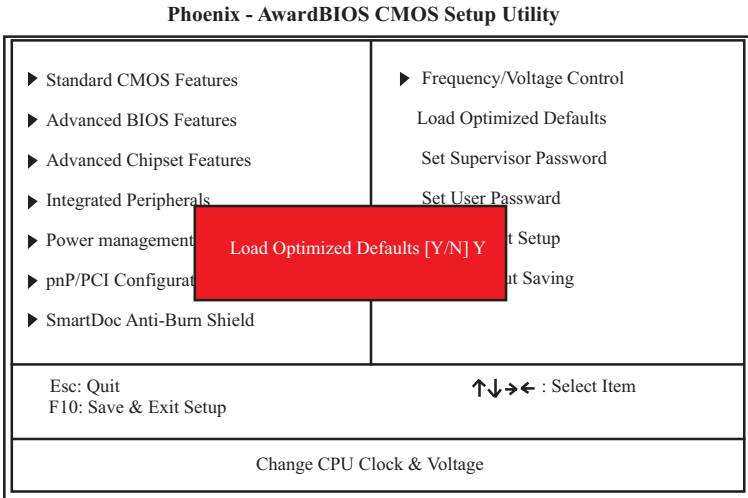 Phoenix - AwardBIOS CMOS Setup Utility
Standard CMOS Features
Advanced BIOS Features
Advanced Chipset Features
Integrated Peripherals
Power management
pnP/PCI Configurat
SmartDoc Anti-Burn Shield
Frequency/Voltage Control
Load Optimized Defaults
Set Supervisor Password
Set User Passward
t Setup
ut Saving
Load Optimized Defaults [Y/N] Y
Esc: Quit
F10: Save & Exit Setup
↑↓→← : Select Item
Change CPU Clock & Voltage